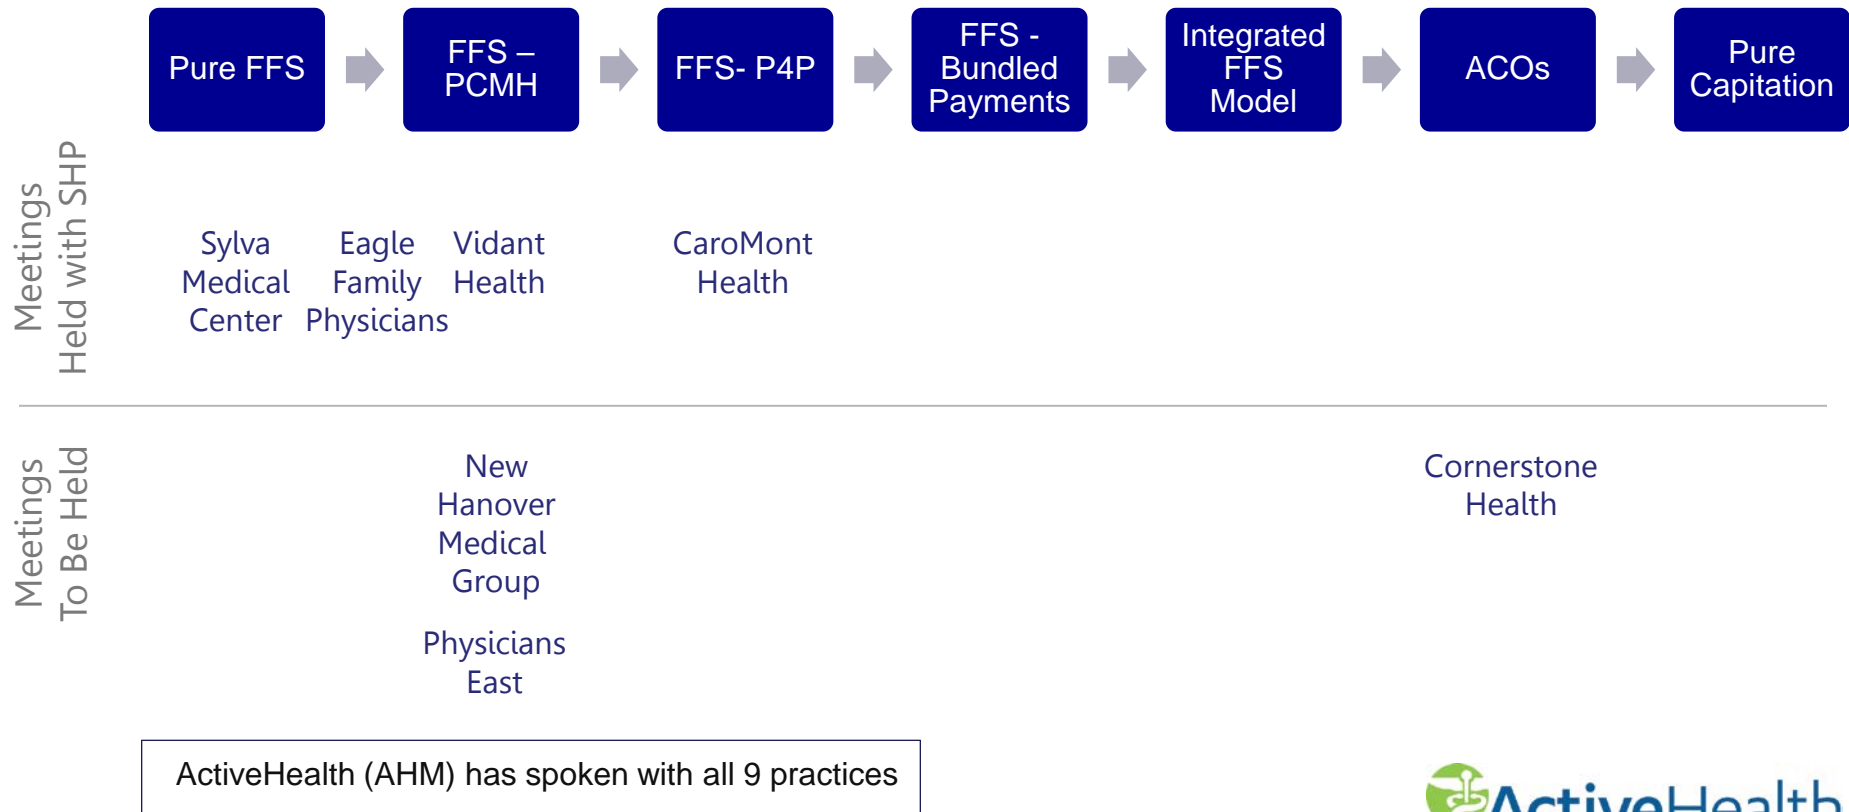 Pure FFS
FFS –
PCMH
FFS- P4P
FFS -
Bundled
Payments
Integrated
FFS
Model
ACOs
Pure
Capitation
Meetings
Held with SHP
Sylva
Medical
Center
Eagle
Family
Physicians
Vidant
Health
CaroMont
Health
Meetings
To Be Held
New
Hanover
Medical
Group
Physicians
East
Cornerstone
Health
ActiveHealth (AHM) has spoken with all 9 practices
ActiveHealth